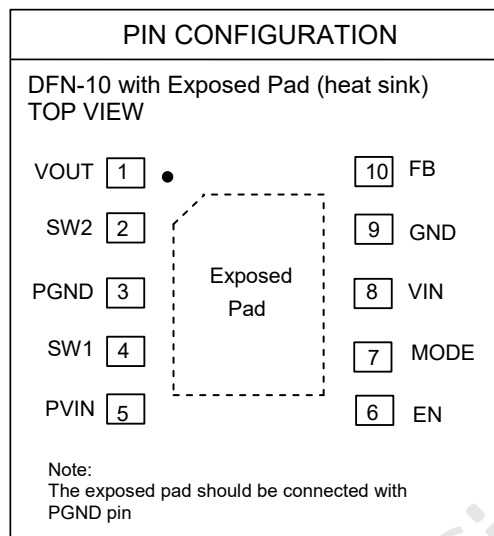 PIN CONFIGURATION
DFN-10 with Exposed Pad (heat sink)
TOP VIEW
VOUT 1 10 FB
SW2 2 9 GND
PGND 3 Exposed 8 VIN
Pad
SW1 4 7 MODE
PVIN 5 6 EN
Note:
The exposed pad should be connected with
PGND pin